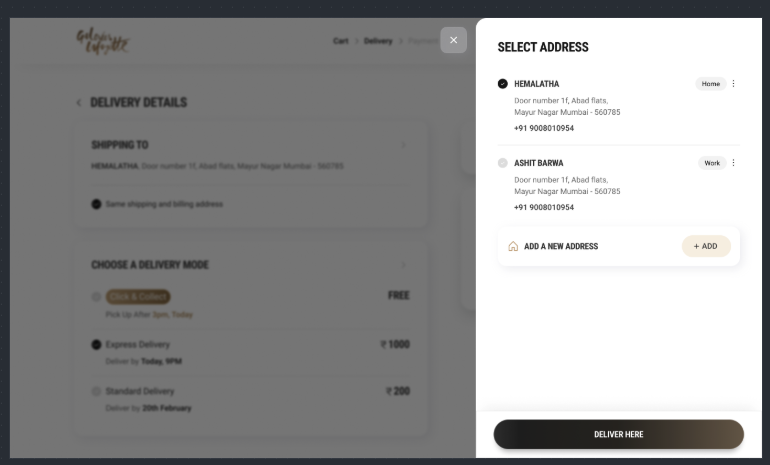 Cart > Delivery > Payment
SELECT ADDRESS
HEMALATHA
Home
Door number 1f, Abad flats,
Mayur Nagar Mumbai - 560785
+91 9008010954
ASHIT BARWA
Work
Door number 1f, Abad flats,
Mayur Nagar Mumbai - 560785
+91 9008010954
ADD A NEW ADDRESS
+ ADD
DELIVER HERE
DELIVERY DETAILS
SHIPPING TO
HEMALATHA, Door number 1f, Abad flats, Mayur Nagar Mumbai - 560785
Same shipping and billing address
CHOOSE A DELIVERY MODE
Click & Collect
FREE
Pick Up After 5pm, Today
Express Delivery
₹ 1000
Deliver by Today, 9PM
Standard Delivery
₹ 200
Deliver by 20th February